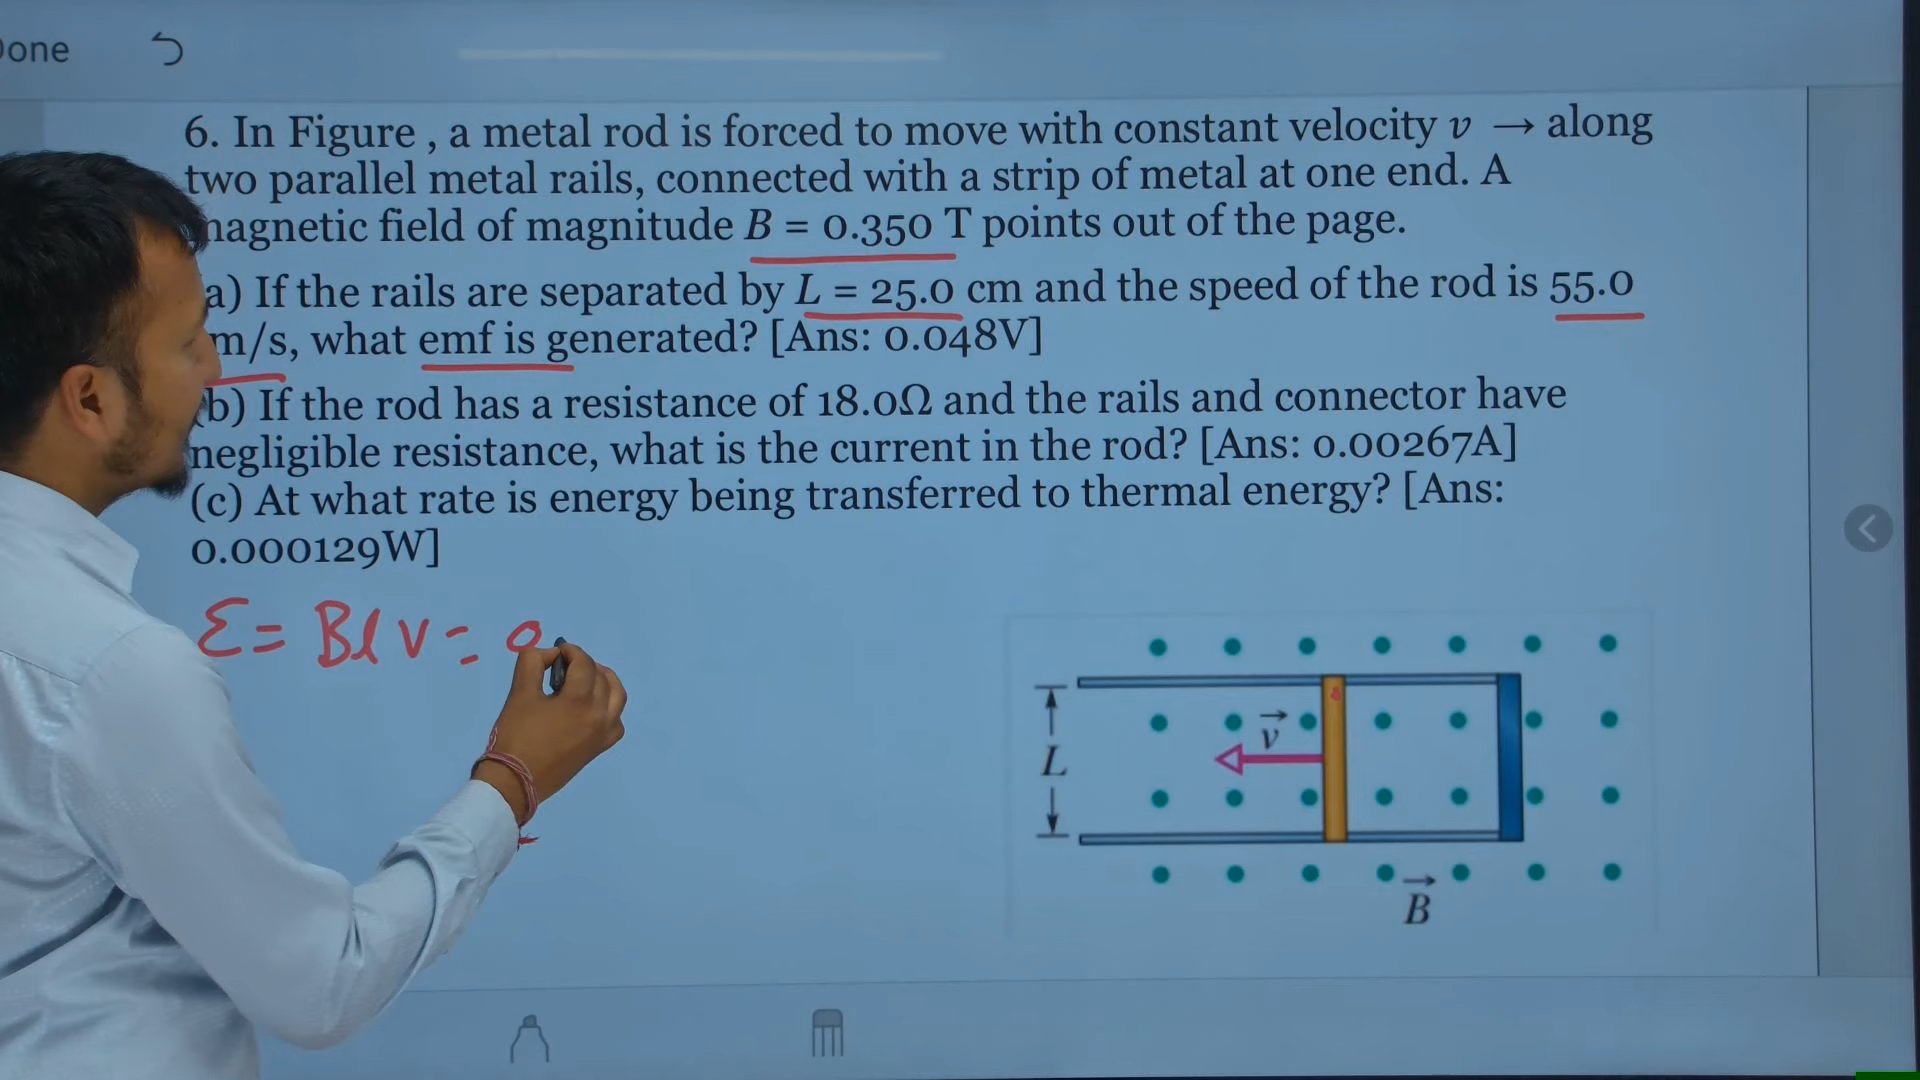 Done
6. In Figure , a metal rod is forced to move with constant velocity v → along
two parallel metal rails, connected with a strip of metal at one end. A
magnetic field of magnitude B = 0.350 T points out of the page.
a) If the rails are separated by L = 25.0 cm and the speed of the rod is 55.0
m/s, what emf is generated? [Ans: 0.048V]
(b) If the rod has a resistance of 18.0Ω and the rails and connector have
negligible resistance, what is the current in the rod? [Ans: 0.00267A]
(c) At what rate is energy being transferred to thermal energy? [Ans:
0.000129W]
Ɛ = Blv = 0.
v
L
B